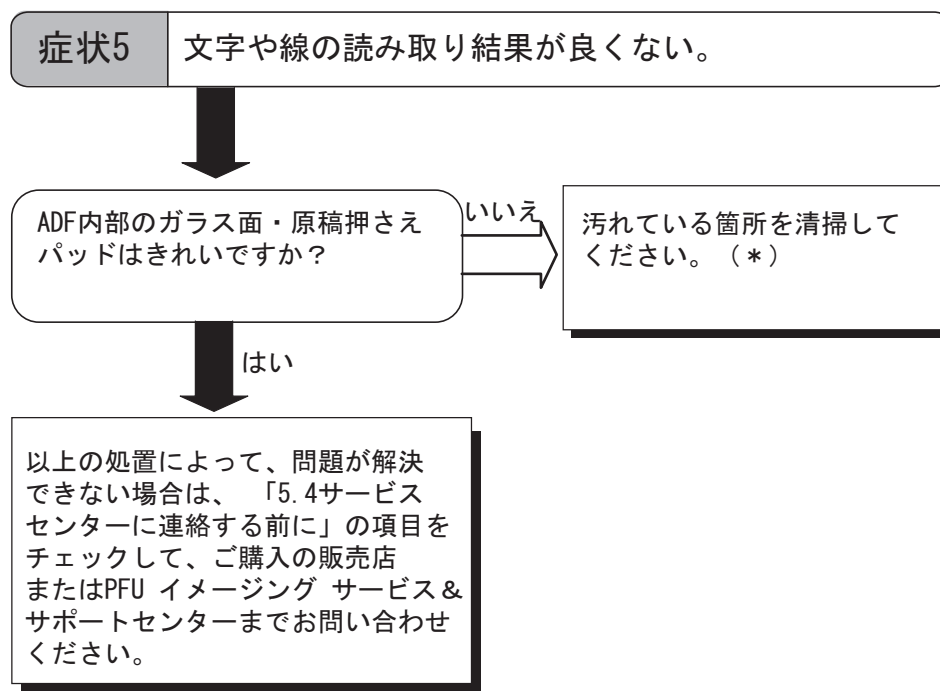 症状5
文字や線の読み取り結果が良くない。
ADF内部のガラス面・原稿押さえ
パッドはきれいですか？
いいえ
汚れている箇所を清掃して
ください。（＊）
はい
以上の処置によって、問題が解決
できない場合は、 「5.4サービス
センターに連絡する前に」の項目を
チェックして、ご購入の販売店
またはPFU イメージング サービス＆
サポートセンターまでお問い合わせ
ください。